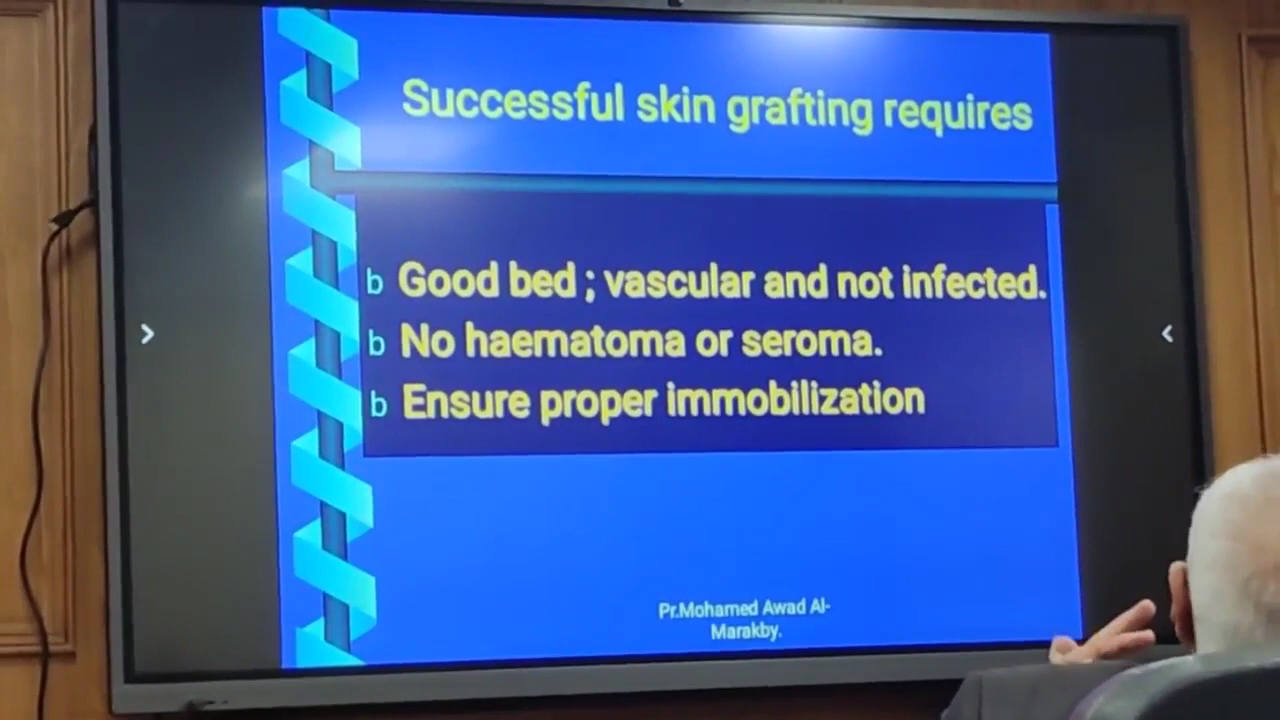 Successful skin grafting requires
b Good bed ; vascular and not infected.
b No haematoma or seroma.
b Ensure proper immobilization
Pr.Mohamed Awad Al-
Marakby.